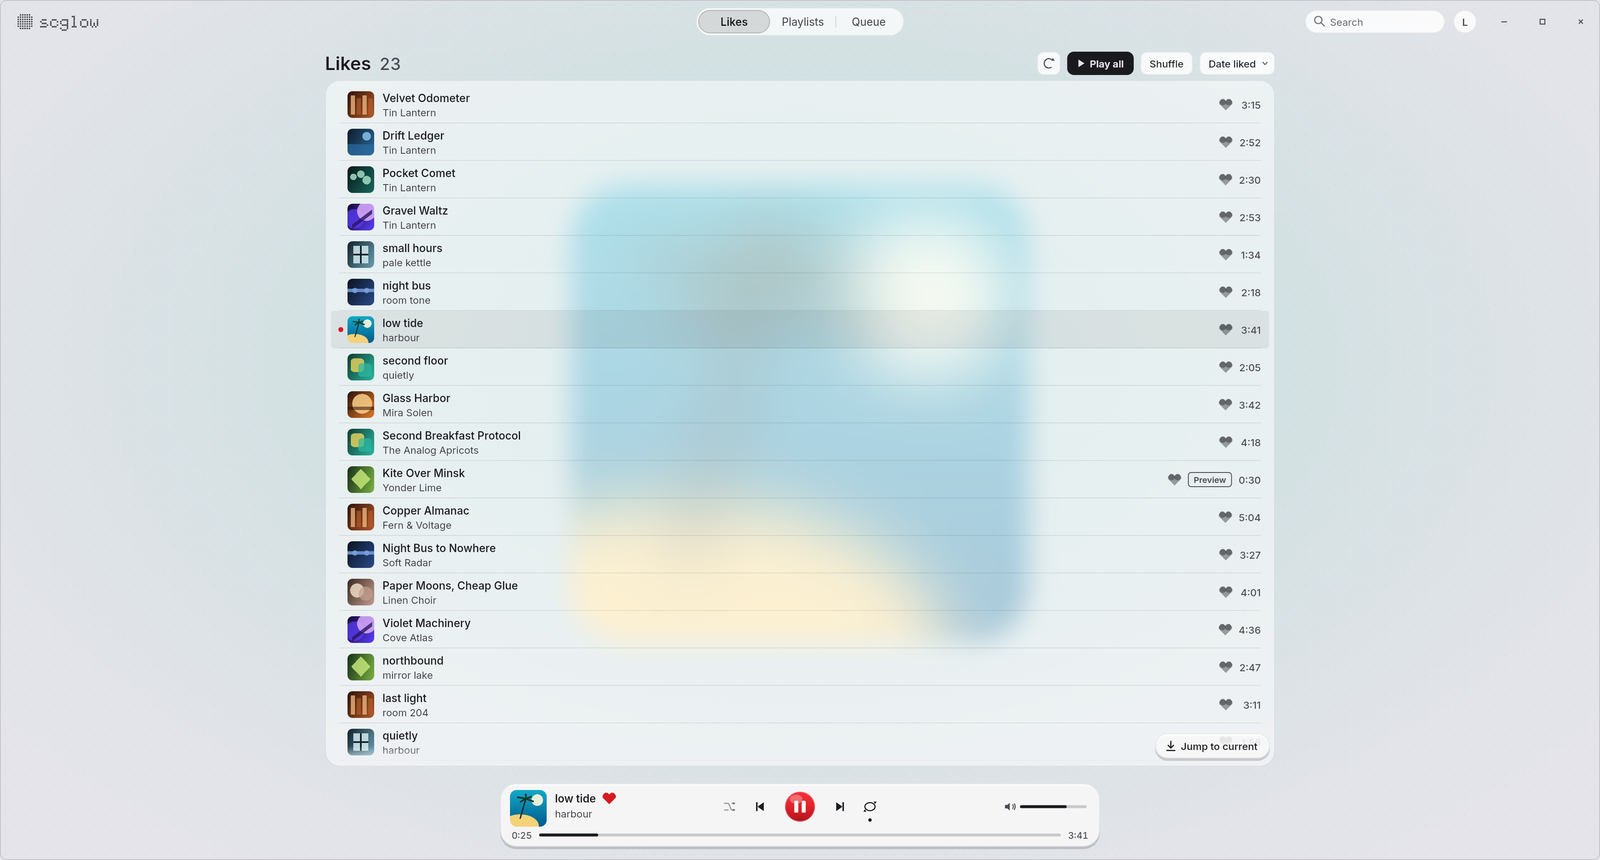 scglow
Likes
Playlists
Queue
Search
L
Likes 23
Play all
Shuffle
Date liked
Velvet Odometer
Tin Lantern
3:15
Drift Ledger
Tin Lantern
2:52
Pocket Comet
Tin Lantern
2:30
Gravel Waltz
Tin Lantern
2:53
small hours
pale kettle
1:34
night bus
room tone
2:18
low tide
harbour
3:41
second floor
quietly
2:05
Glass Harbor
Mira Solen
3:42
Second Breakfast Protocol
The Analog Apricots
4:18
Kite Over Minsk
Yonder Lime
Preview 0:30
Copper Almanac
Fern & Voltage
5:04
Night Bus to Nowhere
Soft Radar
3:27
Paper Moons, Cheap Glue
Linen Choir
4:01
Violet Machinery
Cove Atlas
4:36
northbound
mirror lake
2:47
last light
room 204
3:11
quietly
harbour
Jump to current
low tide
harbour
0:25
3:41